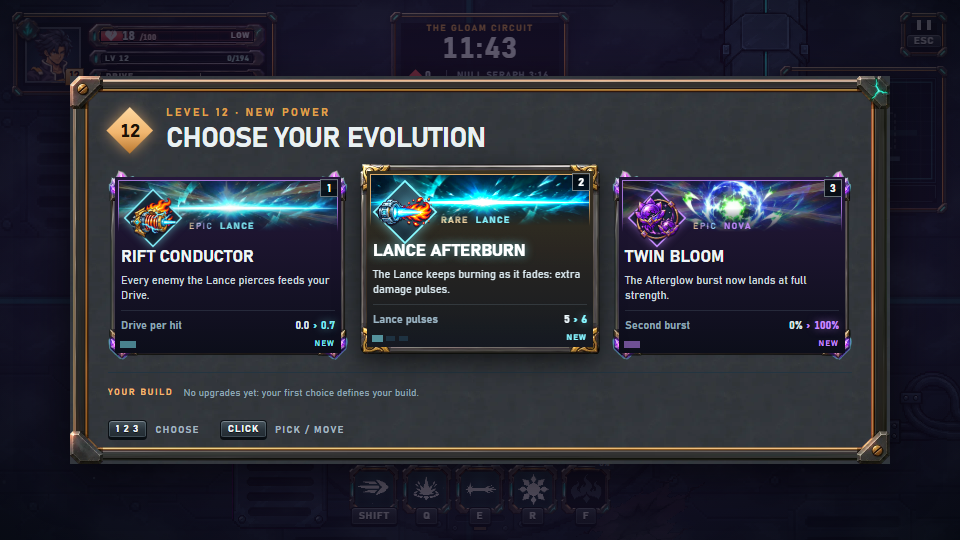 THE GLOAM CIRCUIT
18 /100 LOW
11:43
ESC
LV 12 0/194
DRIVE
0 NULL SERAPH 3:16
12
LEVEL 12 · NEW POWER
CHOOSE YOUR EVOLUTION
1
EPIC LANCE
RIFT CONDUCTOR
Every enemy the Lance pierces feeds your
Drive.
Drive per hit 0.0 › 0.7
NEW
2
RARE LANCE
LANCE AFTERBURN
The Lance keeps burning as it fades: extra
damage pulses.
Lance pulses 5 › 6
NEW
3
EPIC NOVA
TWIN BLOOM
The Afterglow burst now lands at full
strength.
Second burst 0% › 100%
NEW
YOUR BUILD No upgrades yet: your first choice defines your build.
1 2 3 CHOOSE CLICK PICK / MOVE
SHIFT Q E R F